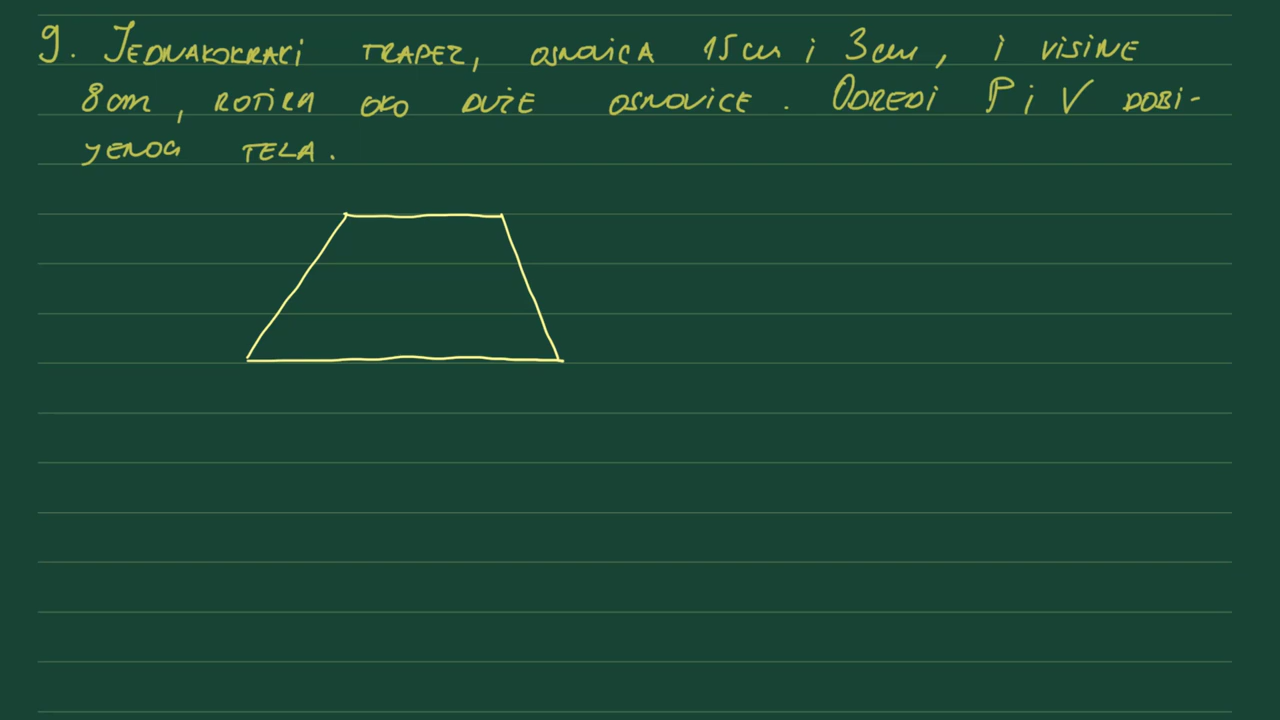 9. JEDNAKOKRAKI TRAPEZ, OSNOVICA 15cm i 3cm, i VISINE
8cm, ROTIRA OKO DUŽE OSNOVICE. ODREDI P i V DOBI-
JENOG TELA.